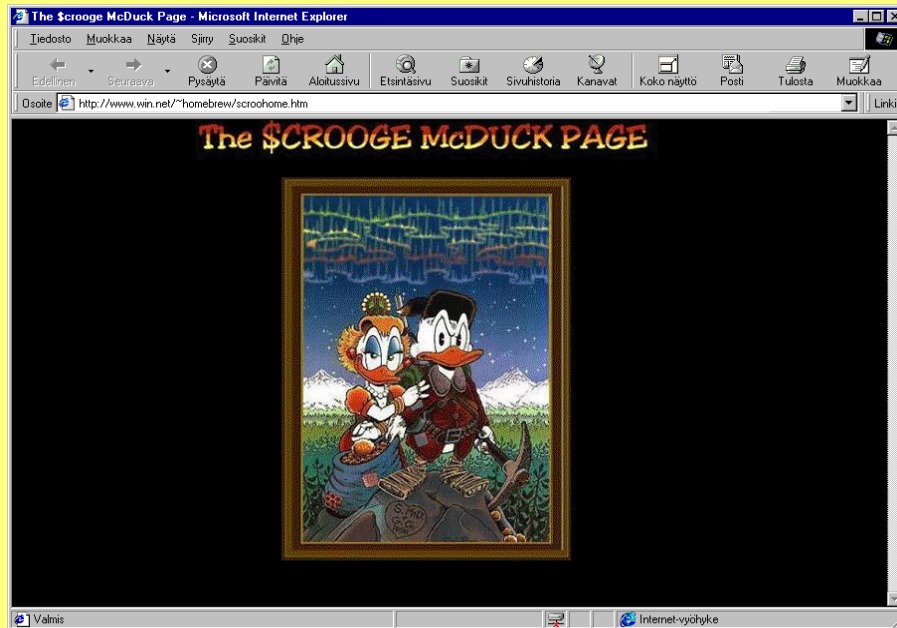 The $crooge McDuck Page - Microsoft Internet Explorer
Tiedosto Muokkaa Näytä Siirry Suosikit Ohje
Edellinen Seuraava Pysäytä Päivitä Aloitussivu Etsintäsivu Suosikit Sivuhistoria Kanavat Koko näyttö Posti Tulosta Muokkaa
Osoite http://www.win.net/~homebrew/scroohome.htm Linki
The $CROOGE McDUCK PAGE
Valmis Internet-vyöhyke